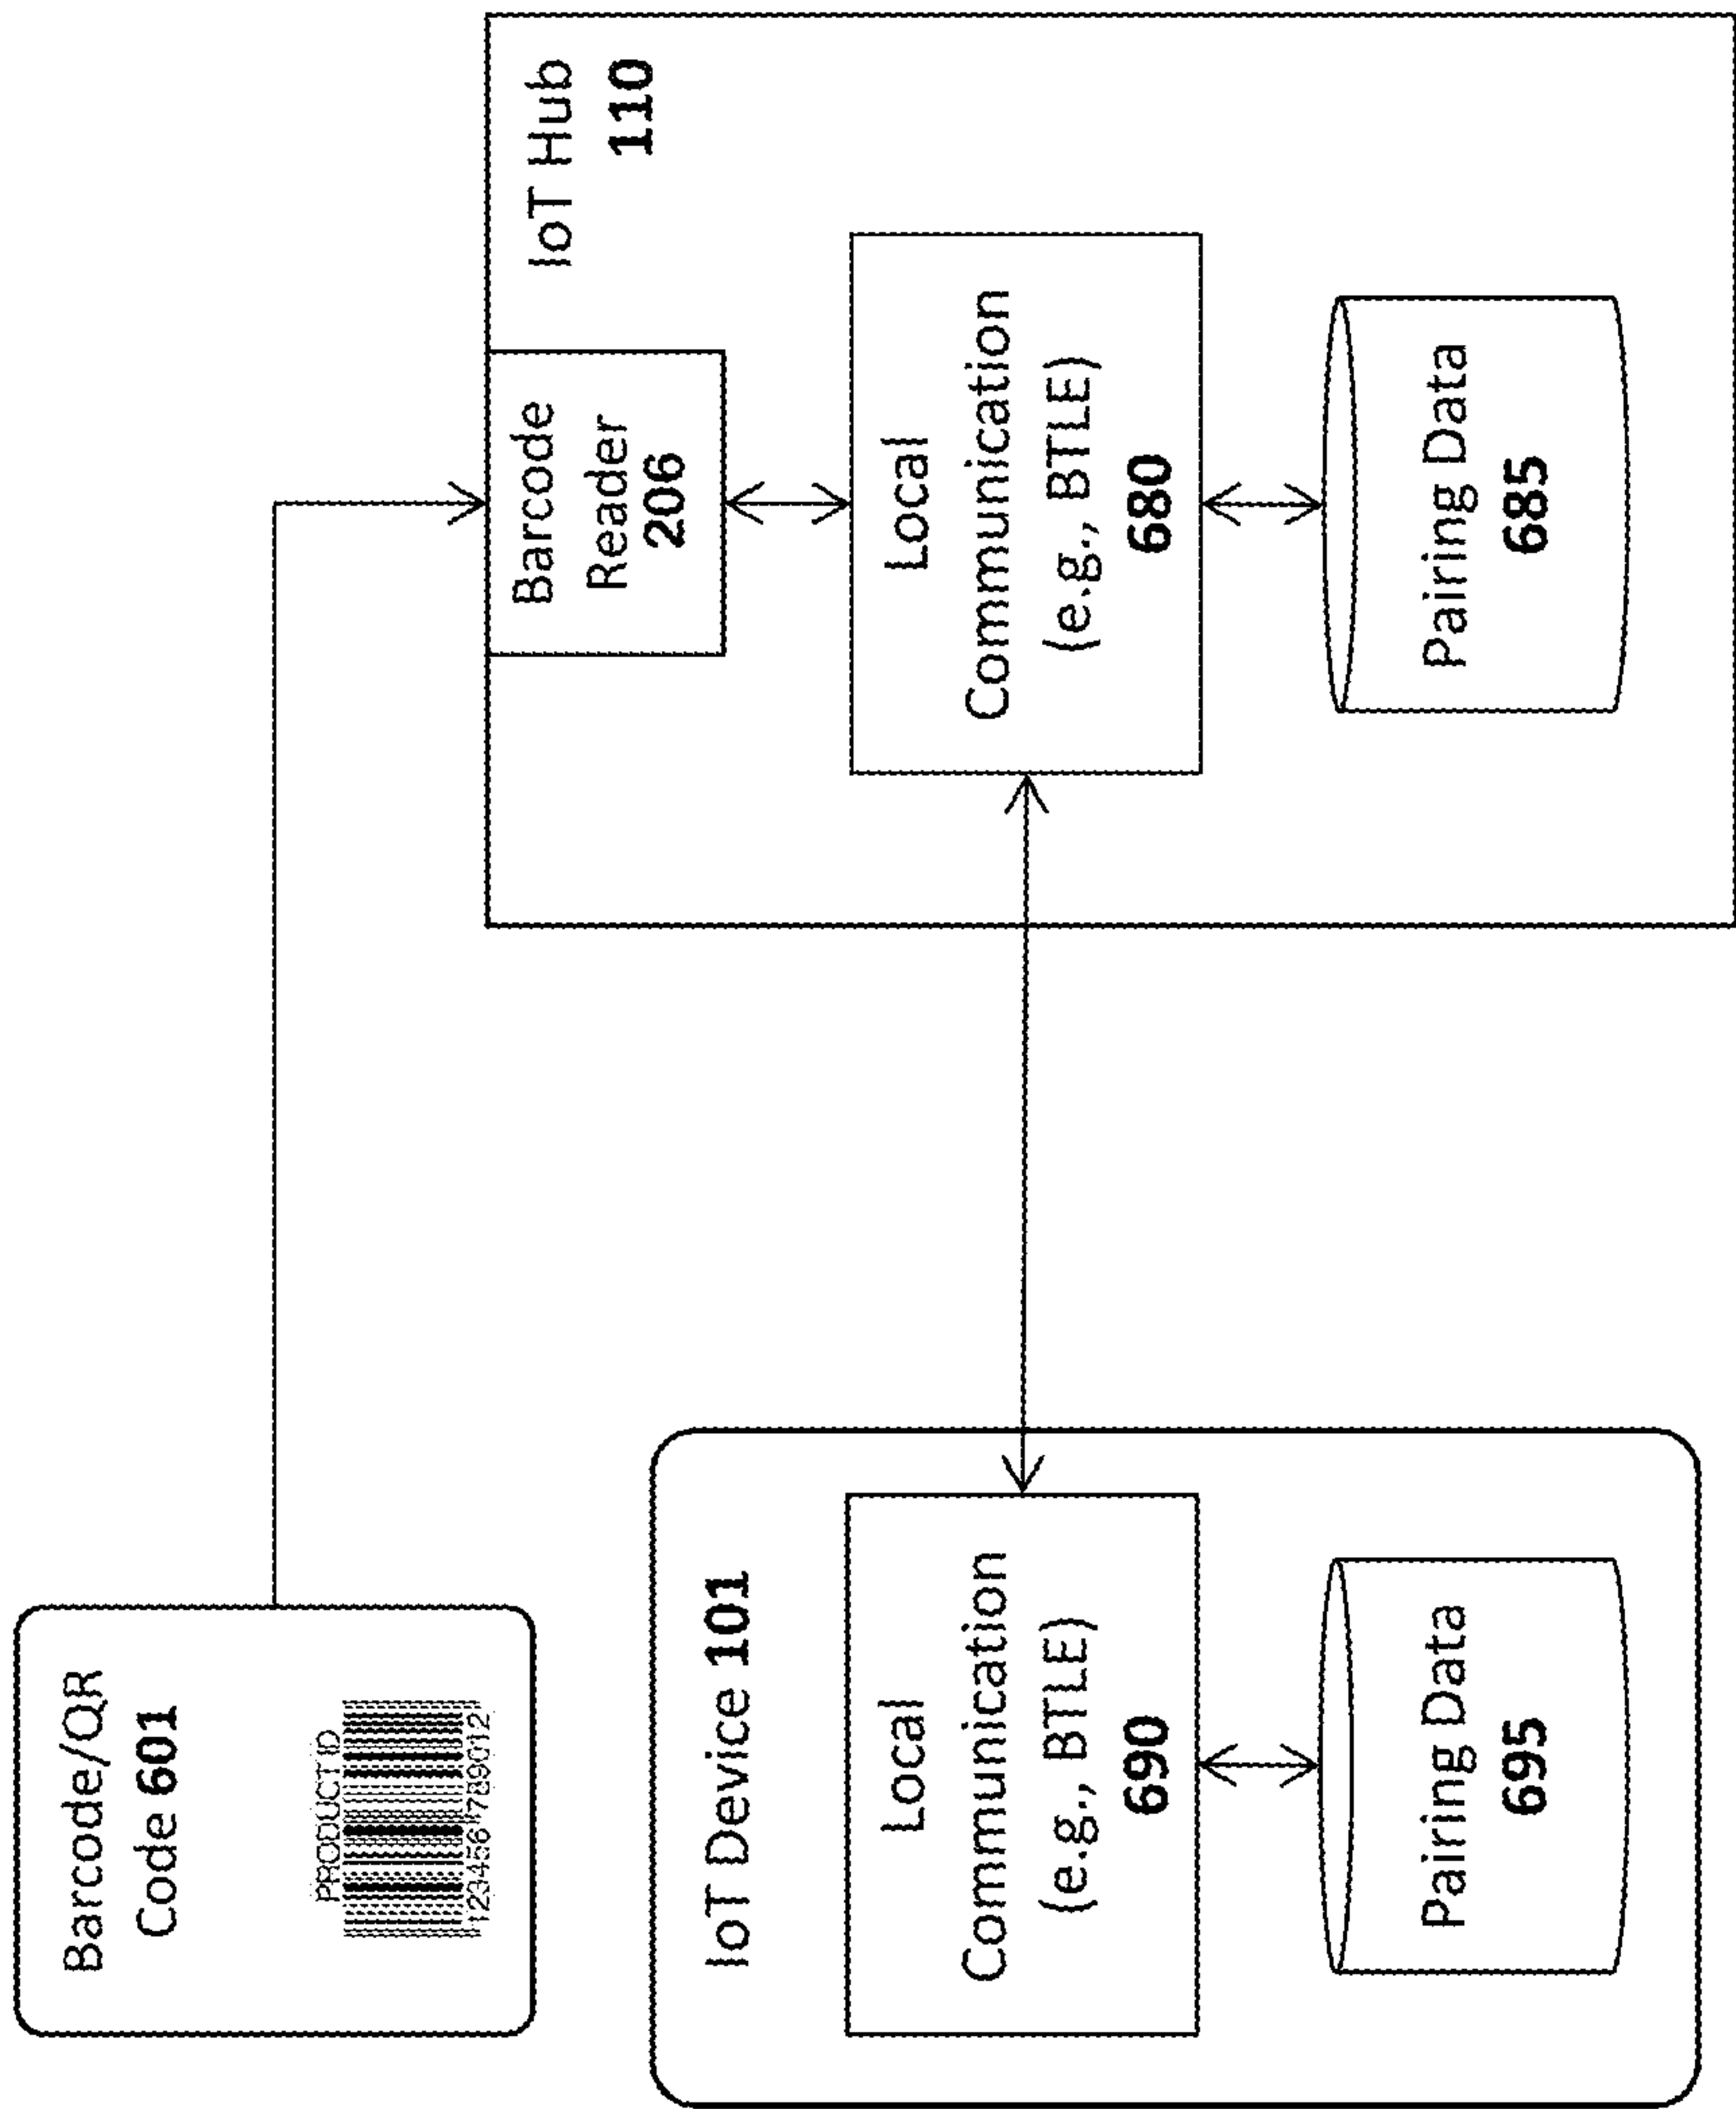 Barcode/QR
Code 601
PRODUCT ID
123456 789012
IoT Device 101
Local
Communication
(e.g., BTLE)
690
Pairing Data
695
IoT Hub
110
Barcode
Reader
206
Local
Communication
(e.g., BTLE)
680
Pairing Data
685